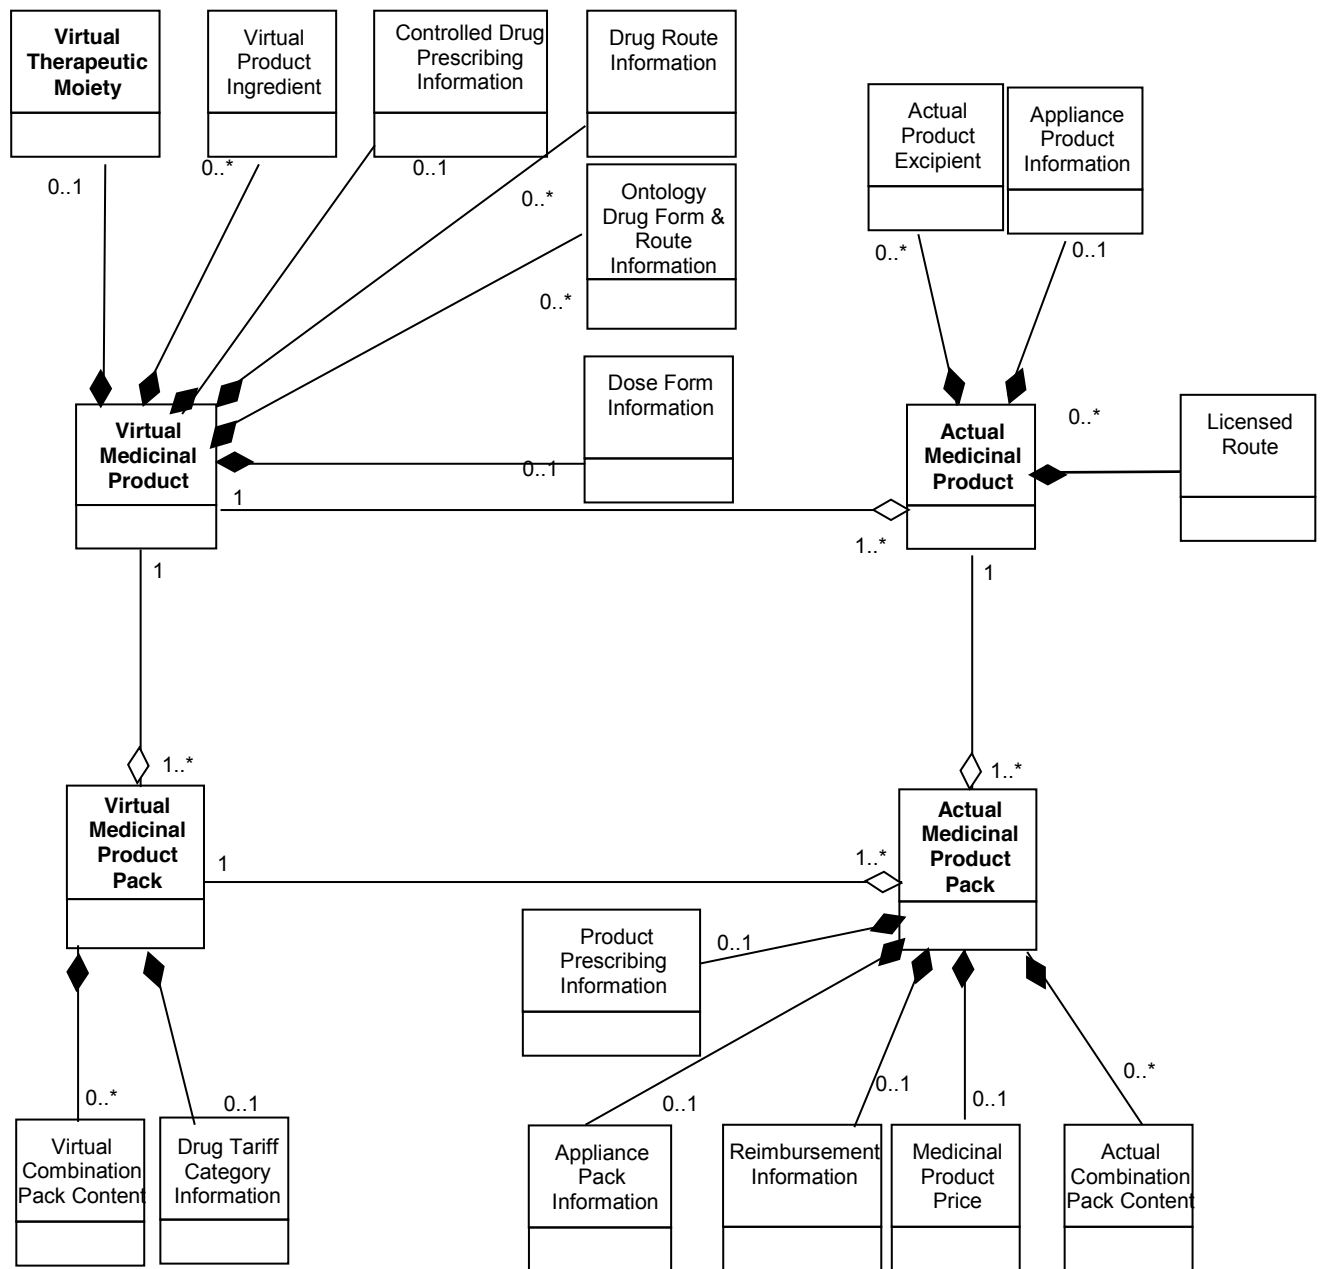 Virtual
Therapeutic
Moiety
Virtual
Product
Ingredient
Controlled Drug
Prescribing
Information
Drug Route
Information
Actual
Product
Excipient
Appliance
Product
Information
0..1
0..*
0..1
0..*
Ontology
Drug Form &
Route
Information
0..*
0..*
0..1
Dose Form
Information
0..1
Virtual
Medicinal
Product
1
Actual
Medicinal
Product
1..*
0..*
Licensed
Route
1
1
1..*
1..*
Virtual
Medicinal
Product
Pack
1
1..*
Actual
Medicinal
Product
Pack
Product
Prescribing
Information
0..1
0..*
0..1
0..1
0..1
0..1
0..*
Virtual
Combination
Pack Content
Drug Tariff
Category
Information
Appliance
Pack
Information
Reimbursement
Information
Medicinal
Product
Price
Actual
Combination
Pack Content